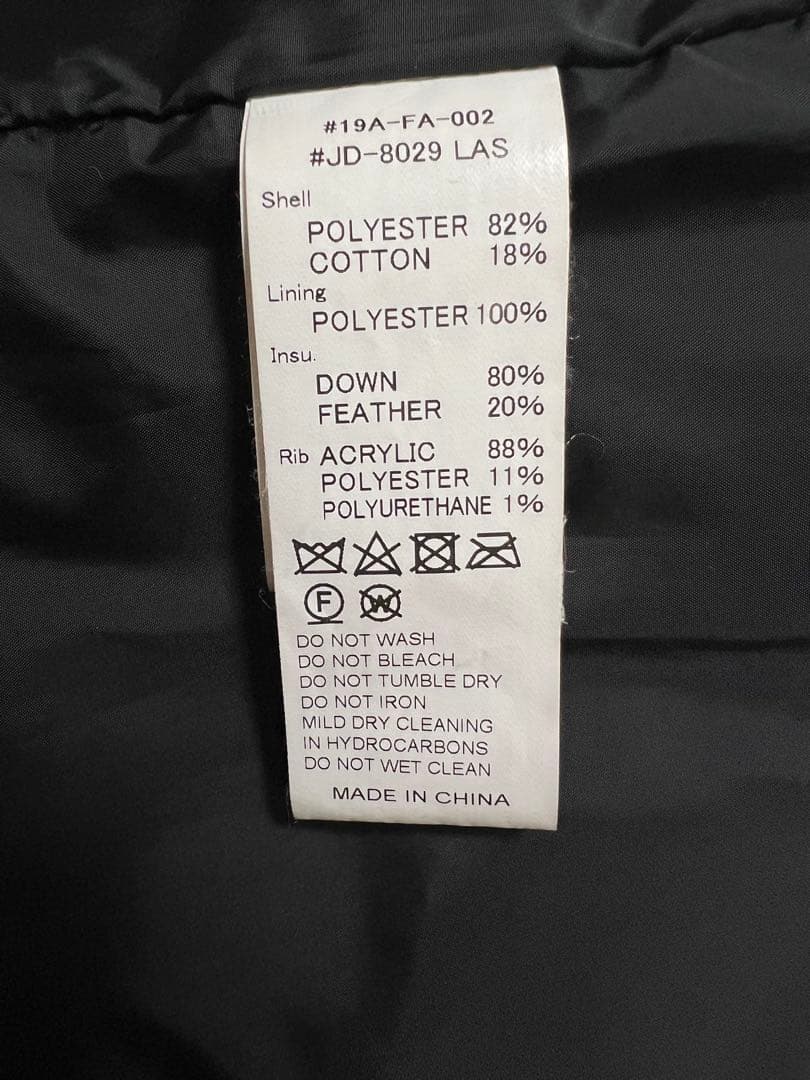 #19A-FA-002
#JD-8029 LAS
Shell
POLYESTER 82%
COTTON 18%
Lining
POLYESTER 100%
Insu.
DOWN 80%
FEATHER 20%
Rib ACRYLIC 88%
POLYESTER 11%
POLYURETHANE 1%
F W
DO NOT WASH
DO NOT BLEACH
DO NOT TUMBLE DRY
DO NOT IRON
MILD DRY CLEANING
IN HYDROCARBONS
DO NOT WET CLEAN
MADE IN CHINA